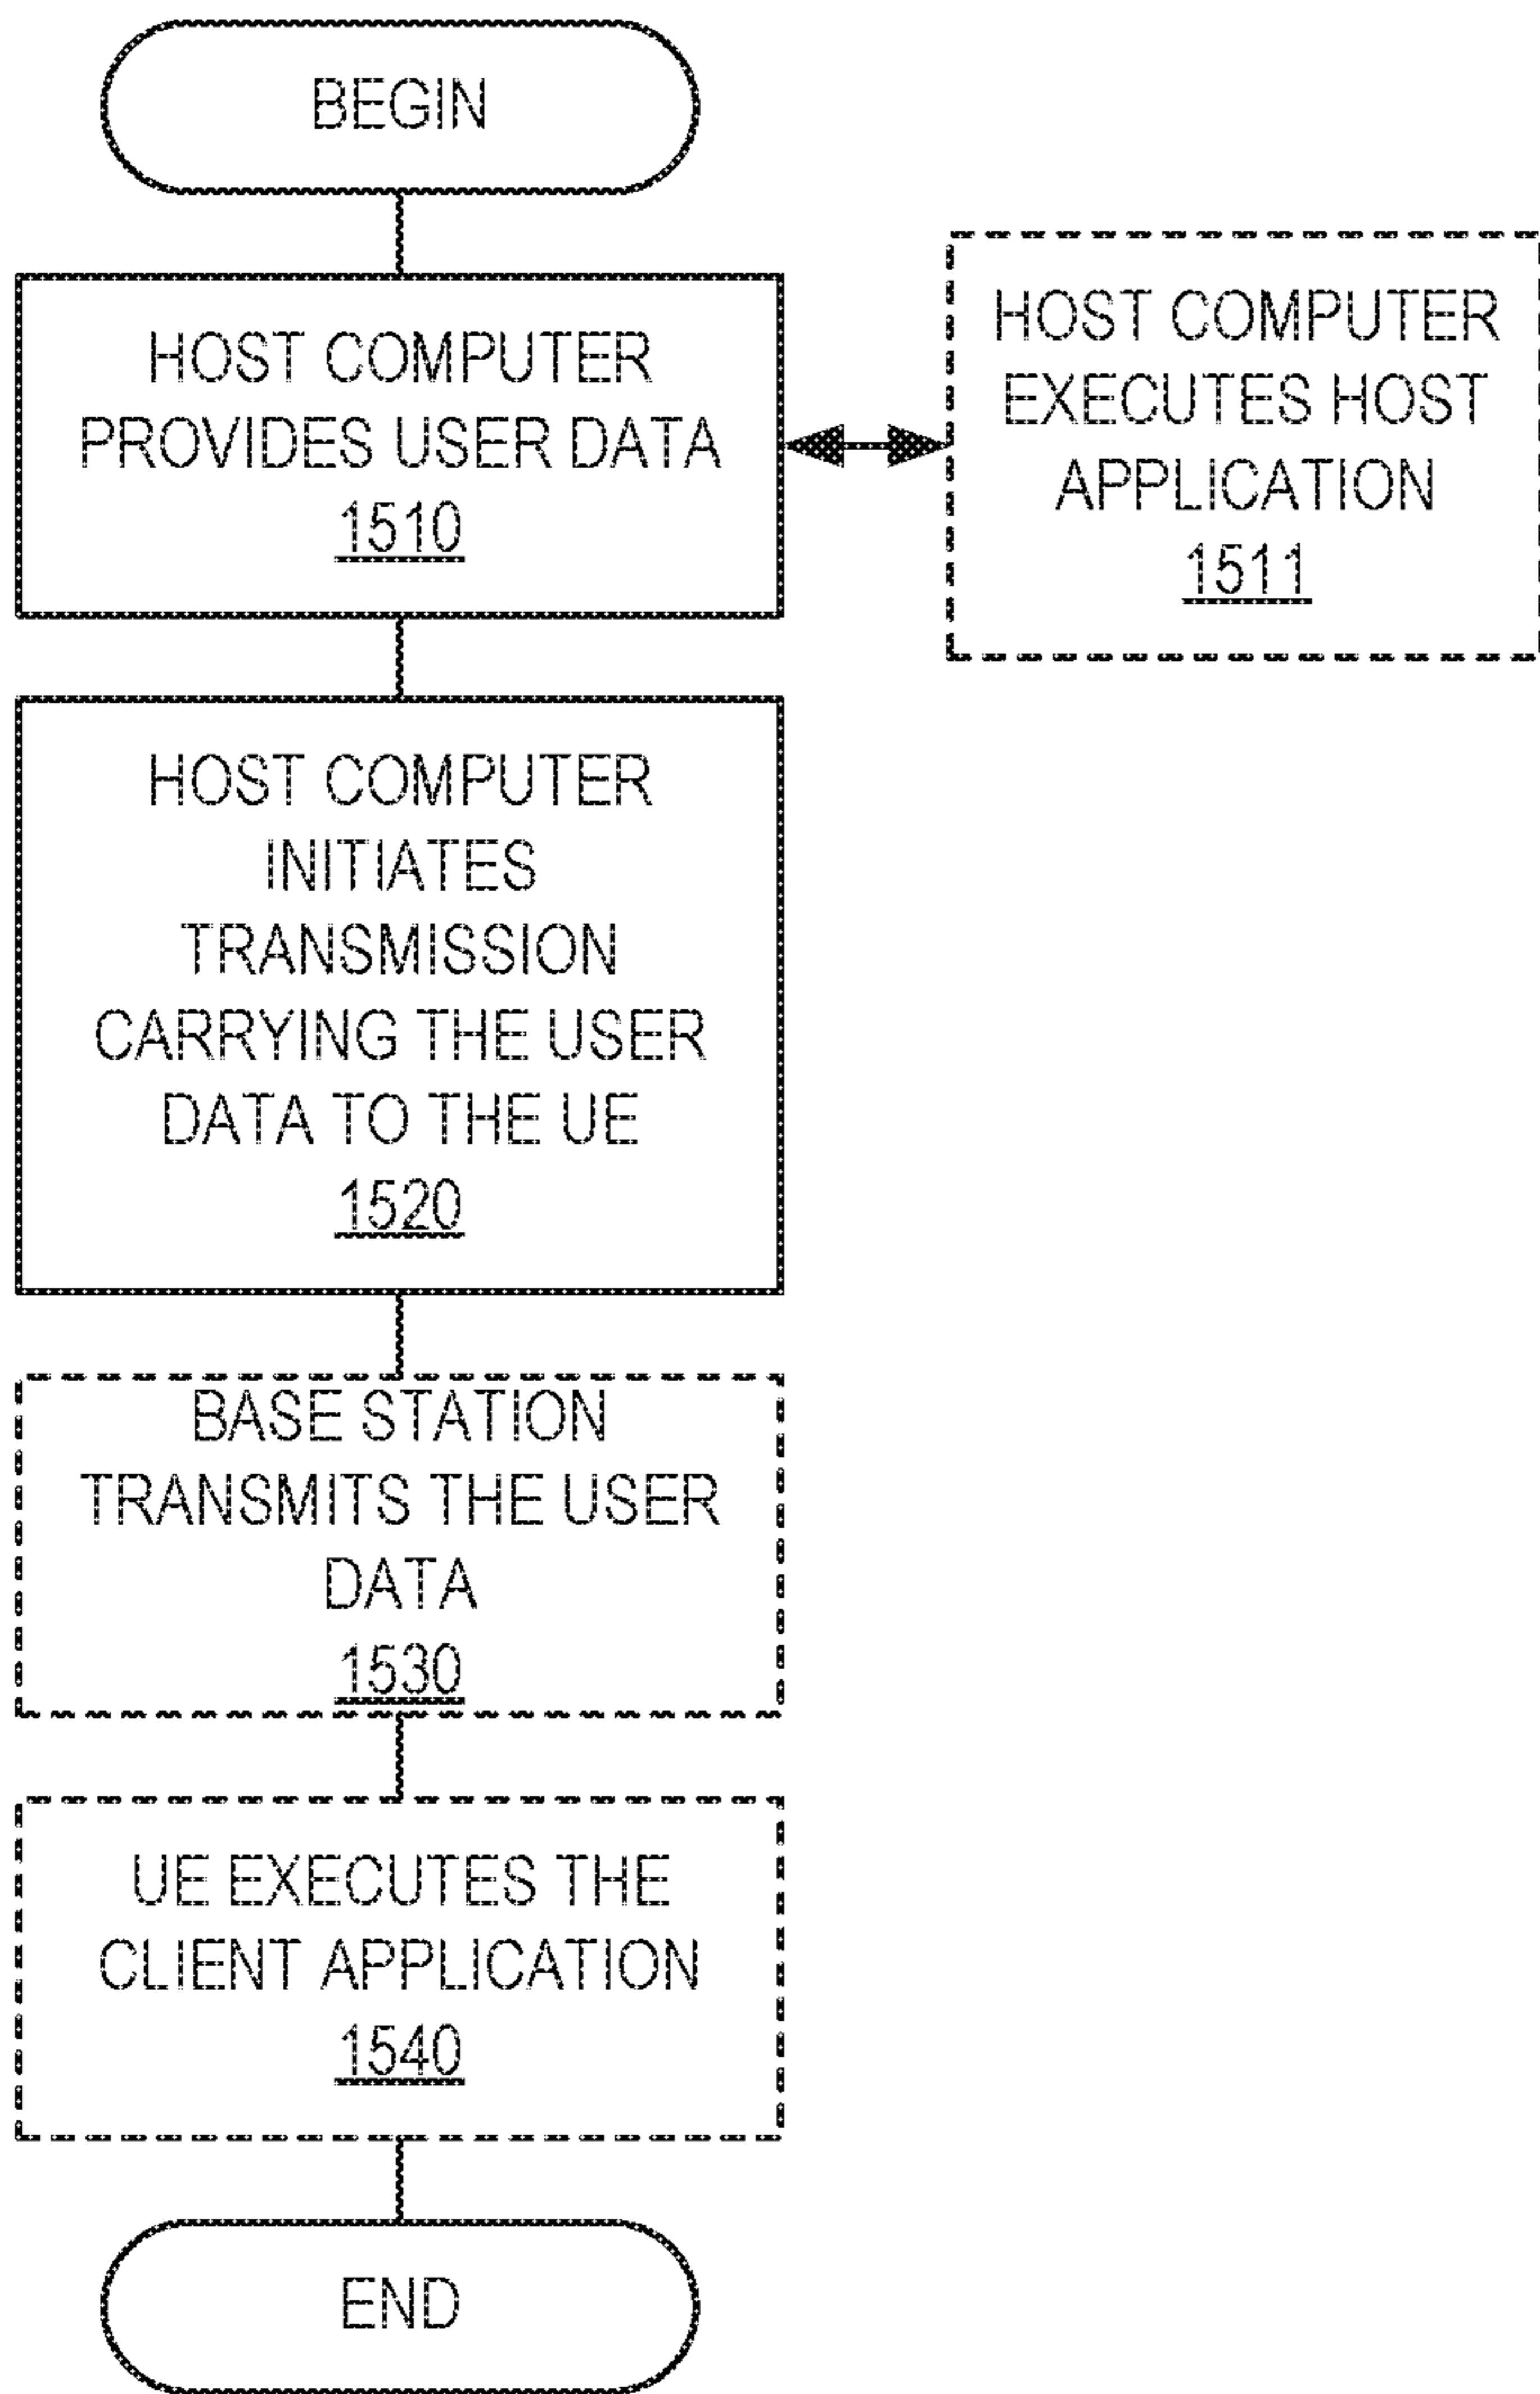 BEGIN
HOST COMPUTER
PROVIDES USER DATA
1510
HOST COMPUTER
EXECUTES HOST
APPLICATION
1511
HOST COMPUTER
INITIATES
TRANSMISSION
CARRYING THE USER
DATA TO THE UE
1520
BASE STATION
TRANSMITS THE USER
DATA
1530
UE EXECUTES THE
CLIENT APPLICATION
1540
END